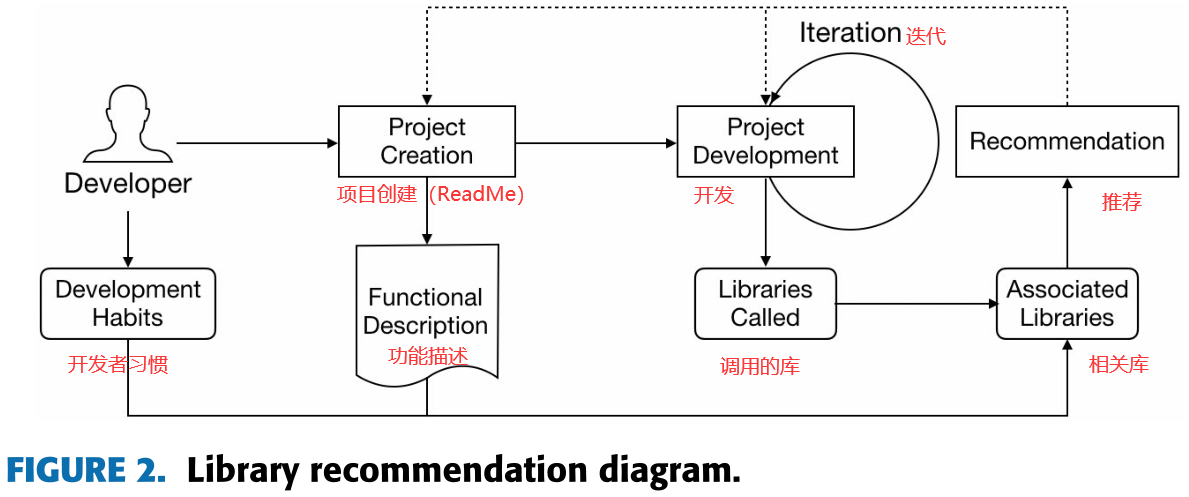 Iteration 迭代
Developer
Project
Creation
项目创建（ReadMe）
Project
Development
开发
Recommendation
推荐
Development
Habits
开发者习惯
Functional
Description
功能描述
Libraries
Called
调用的库
Associated
Libraries
相关库
FIGURE 2. Library recommendation diagram.